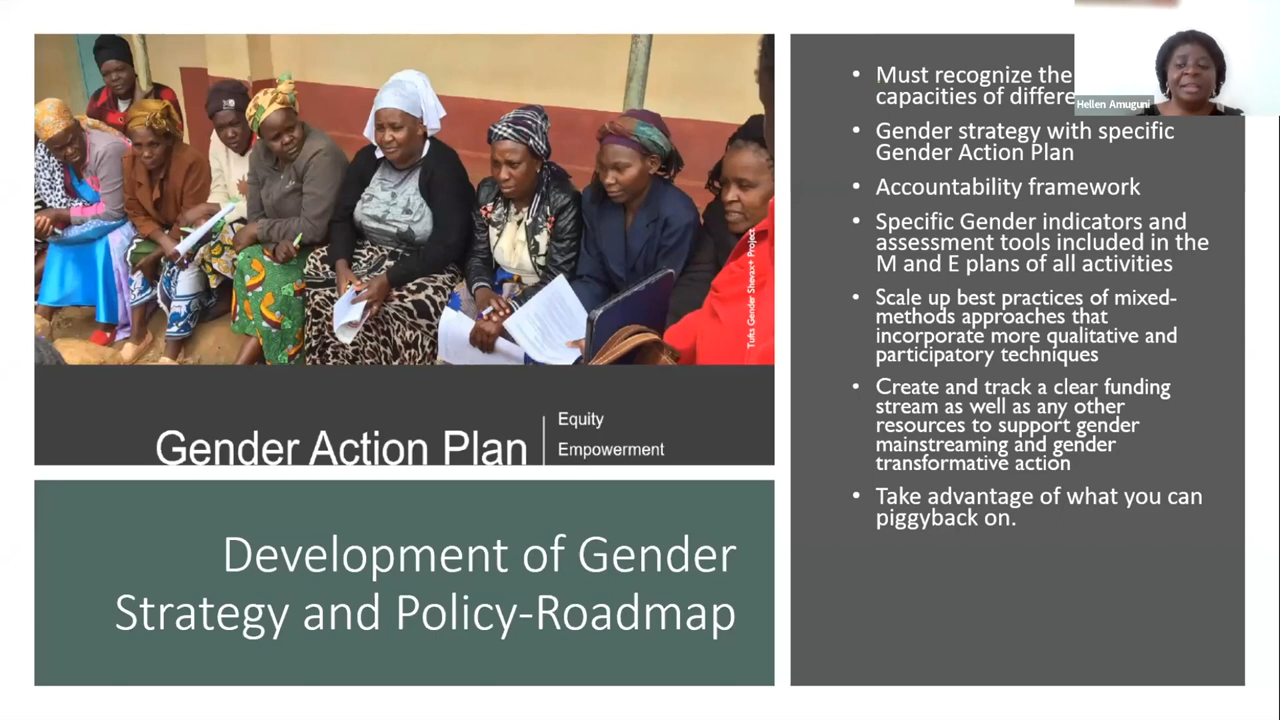 Tufts Gender Shevax+ Project
Gender Action Plan
Equity
Empowerment
Development of Gender
Strategy and Policy-Roadmap
• Must recognize the
capacities of differe
• Gender strategy with specific
Gender Action Plan
• Accountability framework
• Specific Gender indicators and
assessment tools included in the
M and E plans of all activities
• Scale up best practices of mixed-
methods approaches that
incorporate more qualitative and
participatory techniques
• Create and track a clear funding
stream as well as any other
resources to support gender
mainstreaming and gender
transformative action
• Take advantage of what you can
piggyback on.
Hellen Amuguni